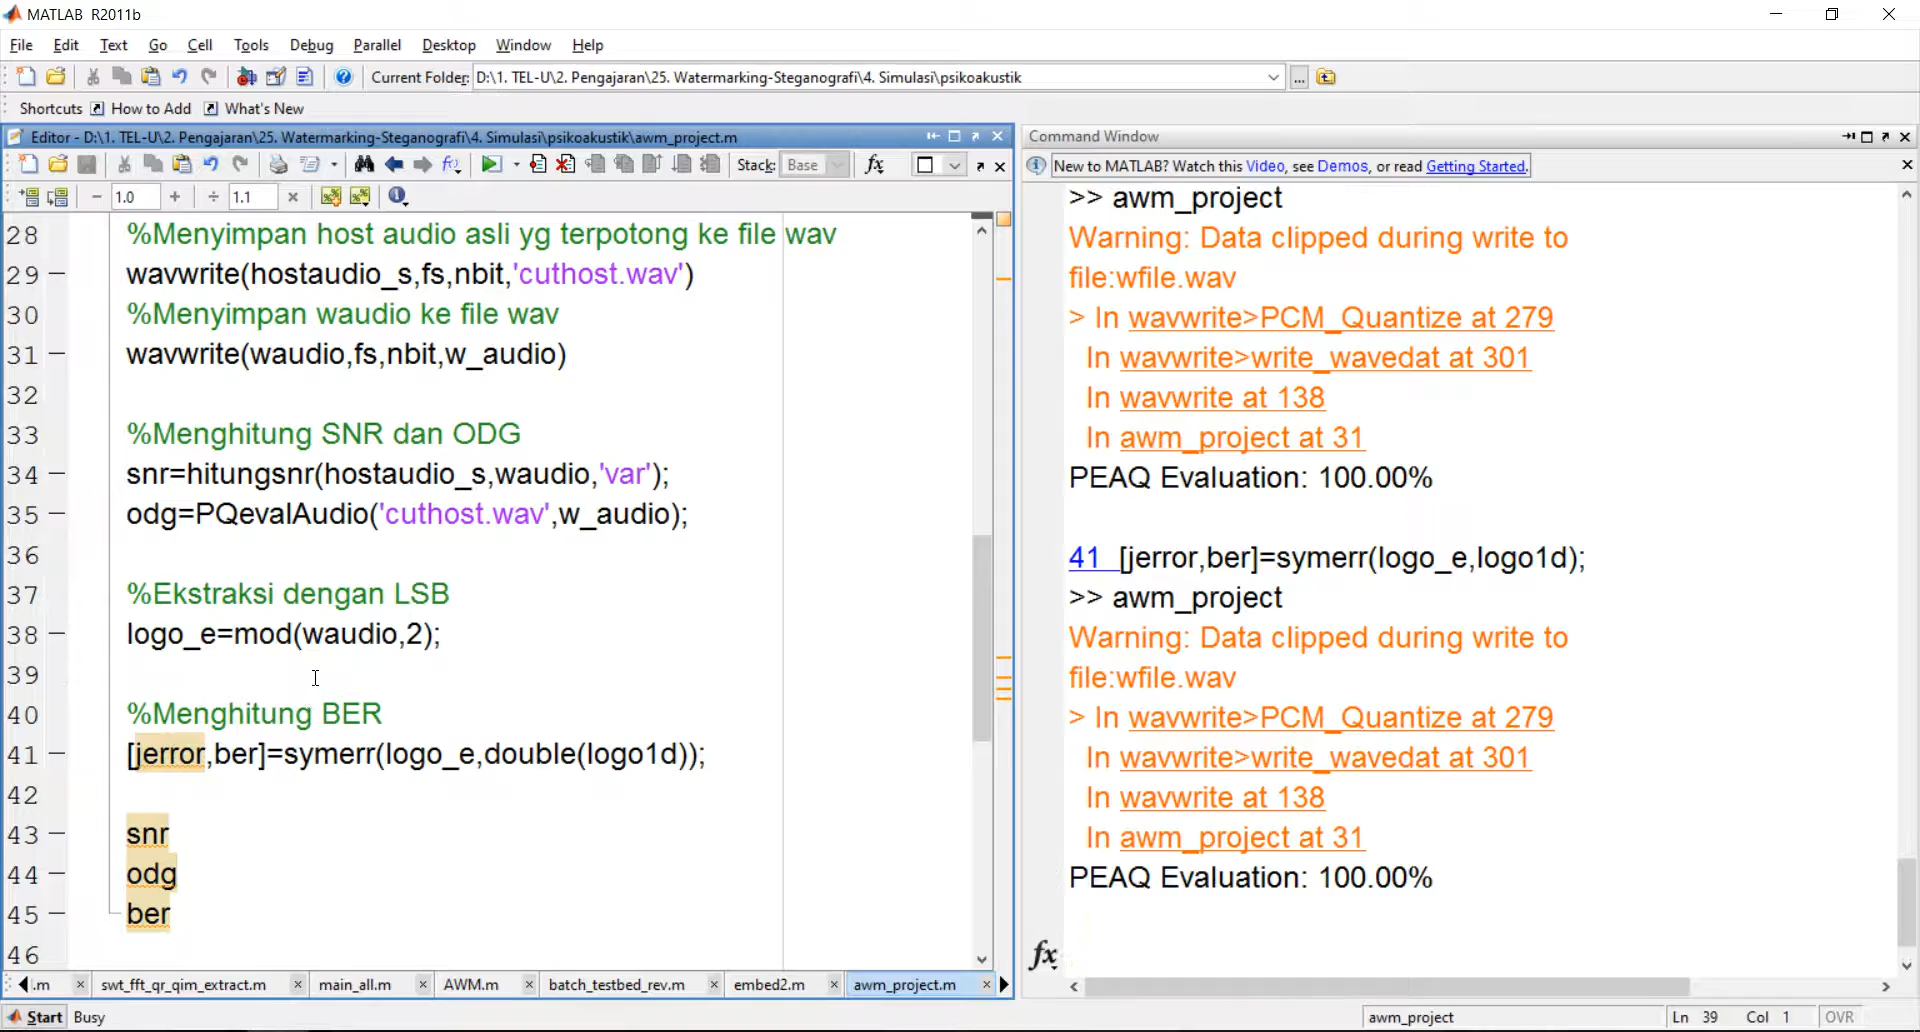 MATLAB R2011b
File Edit Text Go Cell Tools Debug Parallel Desktop Window Help
Current Folder: D:\1. TEL-U\2. Pengajaran\25. Watermarking-Steganografi\4. Simulasi\psikoakustik ...
Shortcuts How to Add What's New
Editor - D:\1. TEL-U\2. Pengajaran\25. Watermarking-Steganografi\4. Simulasi\psikoakustik\awm_project.m
Stack: Base fx
− 1.0 + ÷ 1.1 ×
28 %Menyimpan host audio asli yg terpotong ke file wav
29 − wavwrite(hostaudio_s,fs,nbit,'cuthost.wav')
30 %Menyimpan waudio ke file wav
31 − wavwrite(waudio,fs,nbit,w_audio)
32
33 %Menghitung SNR dan ODG
34 − snr=hitungsnr(hostaudio_s,waudio,'var');
35 − odg=PQevalAudio('cuthost.wav',w_audio);
36
37 %Ekstraksi dengan LSB
38 − logo_e=mod(waudio,2);
39
40 %Menghitung BER
41 − [jerror,ber]=symerr(logo_e,double(logo1d));
42
43 − snr
44 − odg
45 − ber
46
.m swt_fft_qr_qim_extract.m main_all.m AWM.m batch_testbed_rev.m embed2.m awm_project.m
Command Window
New to MATLAB? Watch this Video, see Demos, or read Getting Started.
>> awm_project
Warning: Data clipped during write to
file:wfile.wav
> In wavwrite>PCM_Quantize at 279
In wavwrite>write_wavedat at 301
In wavwrite at 138
In awm_project at 31
PEAQ Evaluation: 100.00%
41 [jerror,ber]=symerr(logo_e,logo1d);
>> awm_project
Warning: Data clipped during write to
file:wfile.wav
> In wavwrite>PCM_Quantize at 279
In wavwrite>write_wavedat at 301
In wavwrite at 138
In awm_project at 31
PEAQ Evaluation: 100.00%
fx
Start Busy awm_project Ln 39 Col 1 OVR